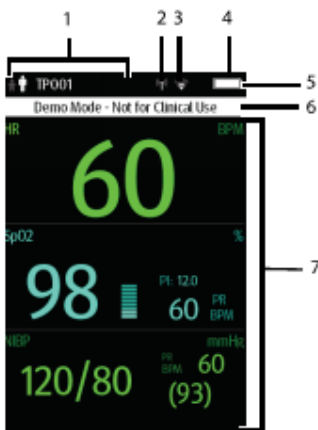 1 2 3 4
TP001 5
Demo Mode - Not for Clinical Use 6
HR BPM
60
SpO2 %
98 PI: 12.0
60 PR BPM
7
NIBP mmHg
120/80 PR BPM 60
(93)